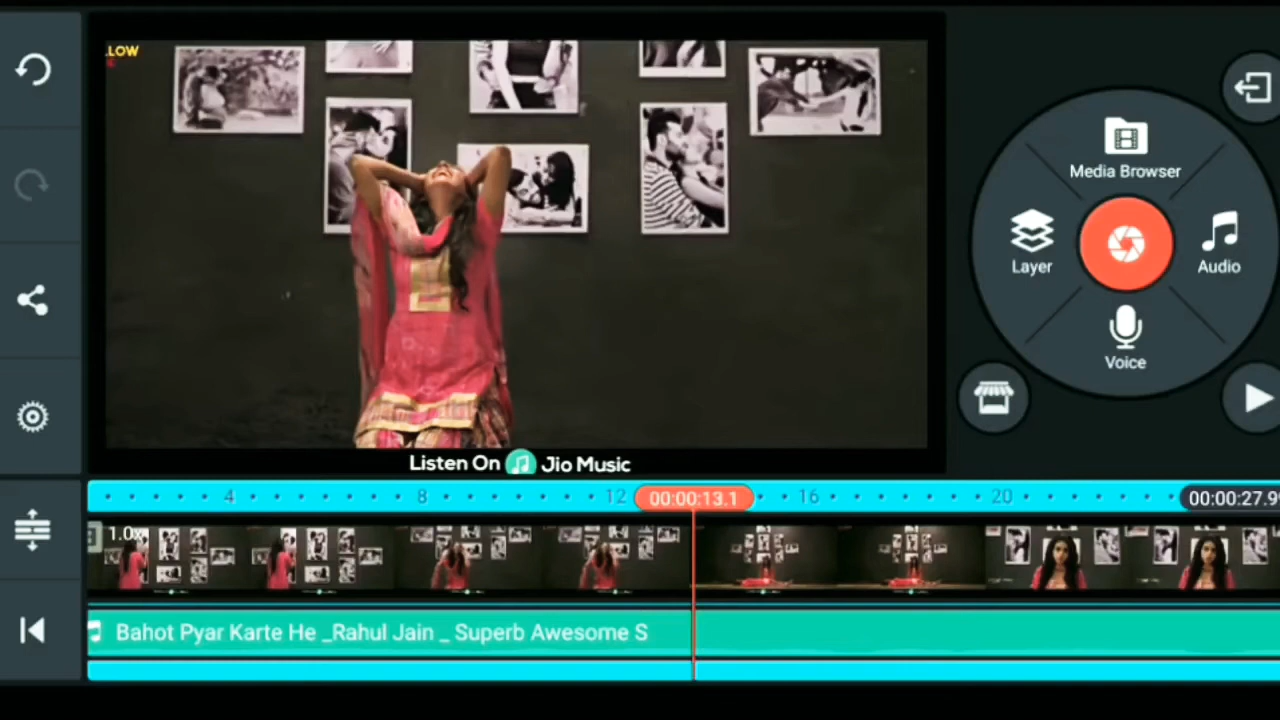 LOW
Media Browser
Layer
Audio
Voice
Listen On Jio Music
4 8 12 00:00:13.1 16 20 00:00:27.9
1.0x
Bahot Pyar Karte He _Rahul Jain _ Superb Awesome S